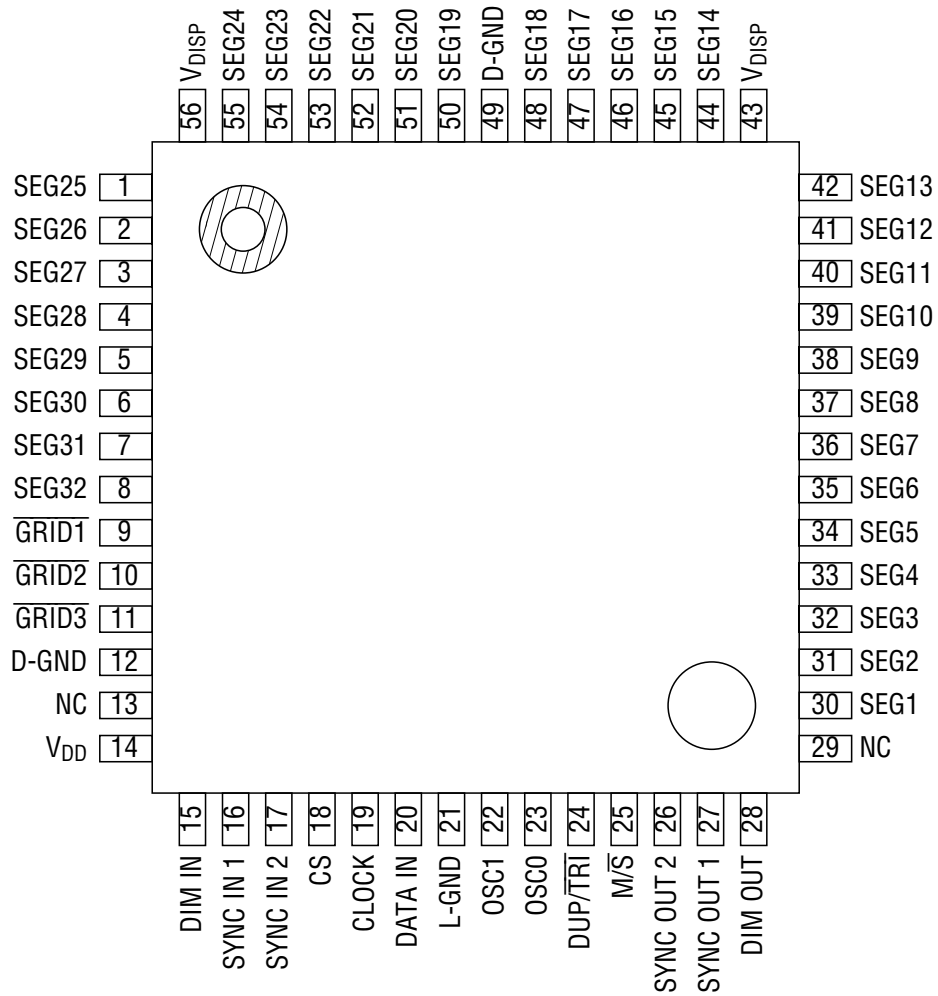 VDISP
SEG24
SEG23
SEG22
SEG21
SEG20
SEG19
D-GND
SEG18
SEG17
SEG16
SEG15
SEG14
VDISP
56
55
54
53
52
51
50
49
48
47
46
45
44
43
SEG25 1
SEG26 2
SEG27 3
SEG28 4
SEG29 5
SEG30 6
SEG31 7
SEG32 8
GRID1 9
GRID2 10
GRID3 11
D-GND 12
NC 13
VDD 14
42 SEG13
41 SEG12
40 SEG11
39 SEG10
38 SEG9
37 SEG8
36 SEG7
35 SEG6
34 SEG5
33 SEG4
32 SEG3
31 SEG2
30 SEG1
29 NC
15
16
17
18
19
20
21
22
23
24
25
26
27
28
DIM IN
SYNC IN 1
SYNC IN 2
CS
CLOCK
DATA IN
L-GND
OSC1
OSC0
DUP/TRI
M/S
SYNC OUT 2
SYNC OUT 1
DIM OUT